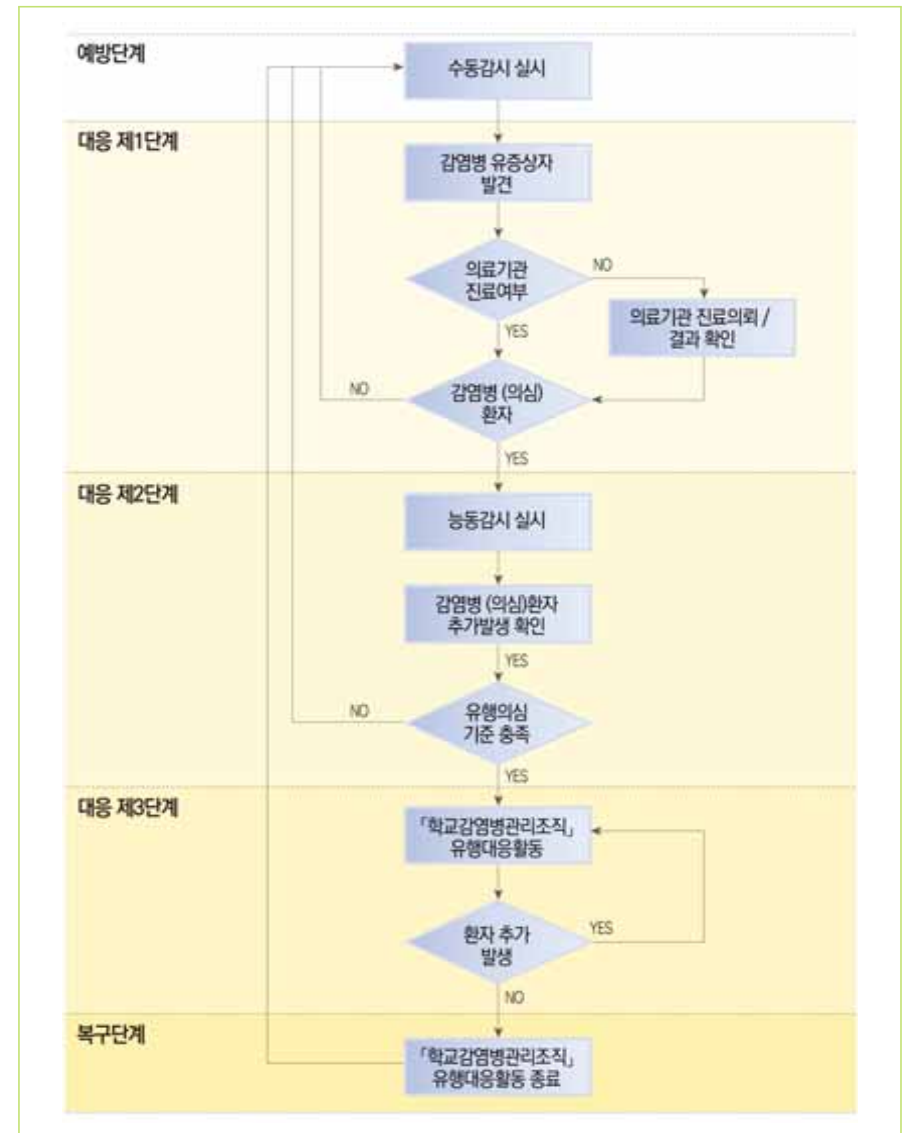 예방단계
수동감시 실시
대응 제1단계
감염병 유증상자
발견
의료기관
진료여부
NO
의료기관 진료의뢰 /
결과 확인
YES
감염병 (의심)
환자
NO
YES
대응 제2단계
능동감시 실시
감염병 (의심)환자
추가발생 확인
YES
유행의심
기준 충족
NO
YES
대응 제3단계
「학교감염병관리조직」
유행대응활동
환자 추가
발생
YES
NO
복구단계
「학교감염병관리조직」
유행대응활동 종료